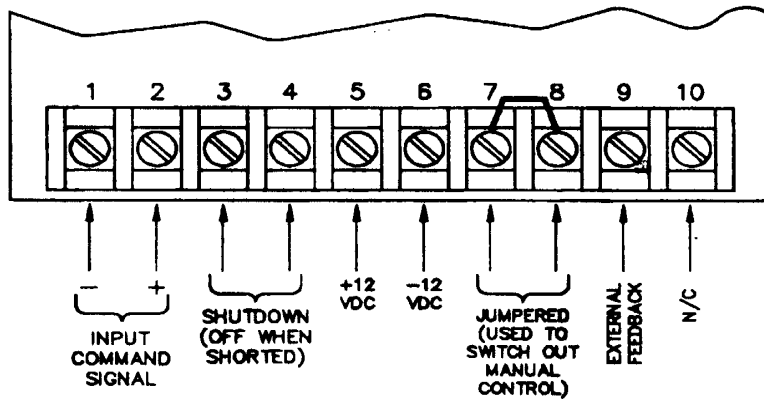 1 2 3 4 5 6 7 8 9 10
−
+
INPUT
COMMAND
SIGNAL
SHUTDOWN
(OFF WHEN
SHORTED)
+12
VDC
−12
VDC
JUMPERED
(USED TO
SWITCH OUT
MANUAL
CONTROL)
EXTERNAL
FEEDBACK
N/C